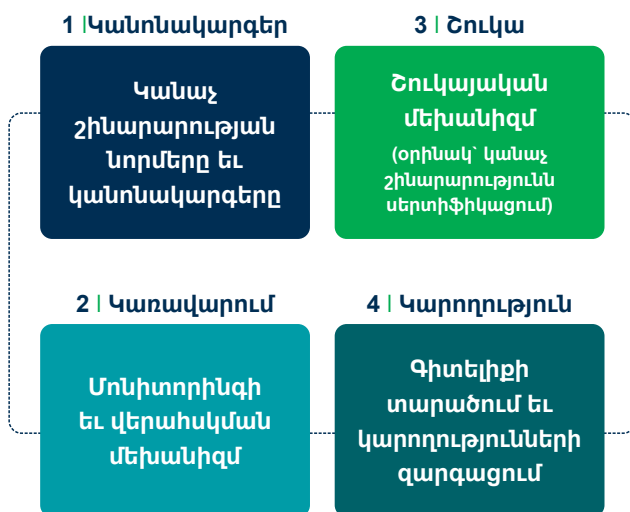 1 | Կանոնակարգեր
Կանաչ
շինարարության
նորմերը եւ
կանոնակարգերը
2 | Կառավարում
Մոնիտորինգի
եւ վերահսկման
մեխանիզմ
3 | Շուկա
Շուկայական
մեխանիզմ
(օրինակ՝ կանաչ
շինարարությունն
սերտիֆիկացում)
4 | Կարողություն
Գիտելիքի
տարածում եւ
կարողությունների
զարգացում